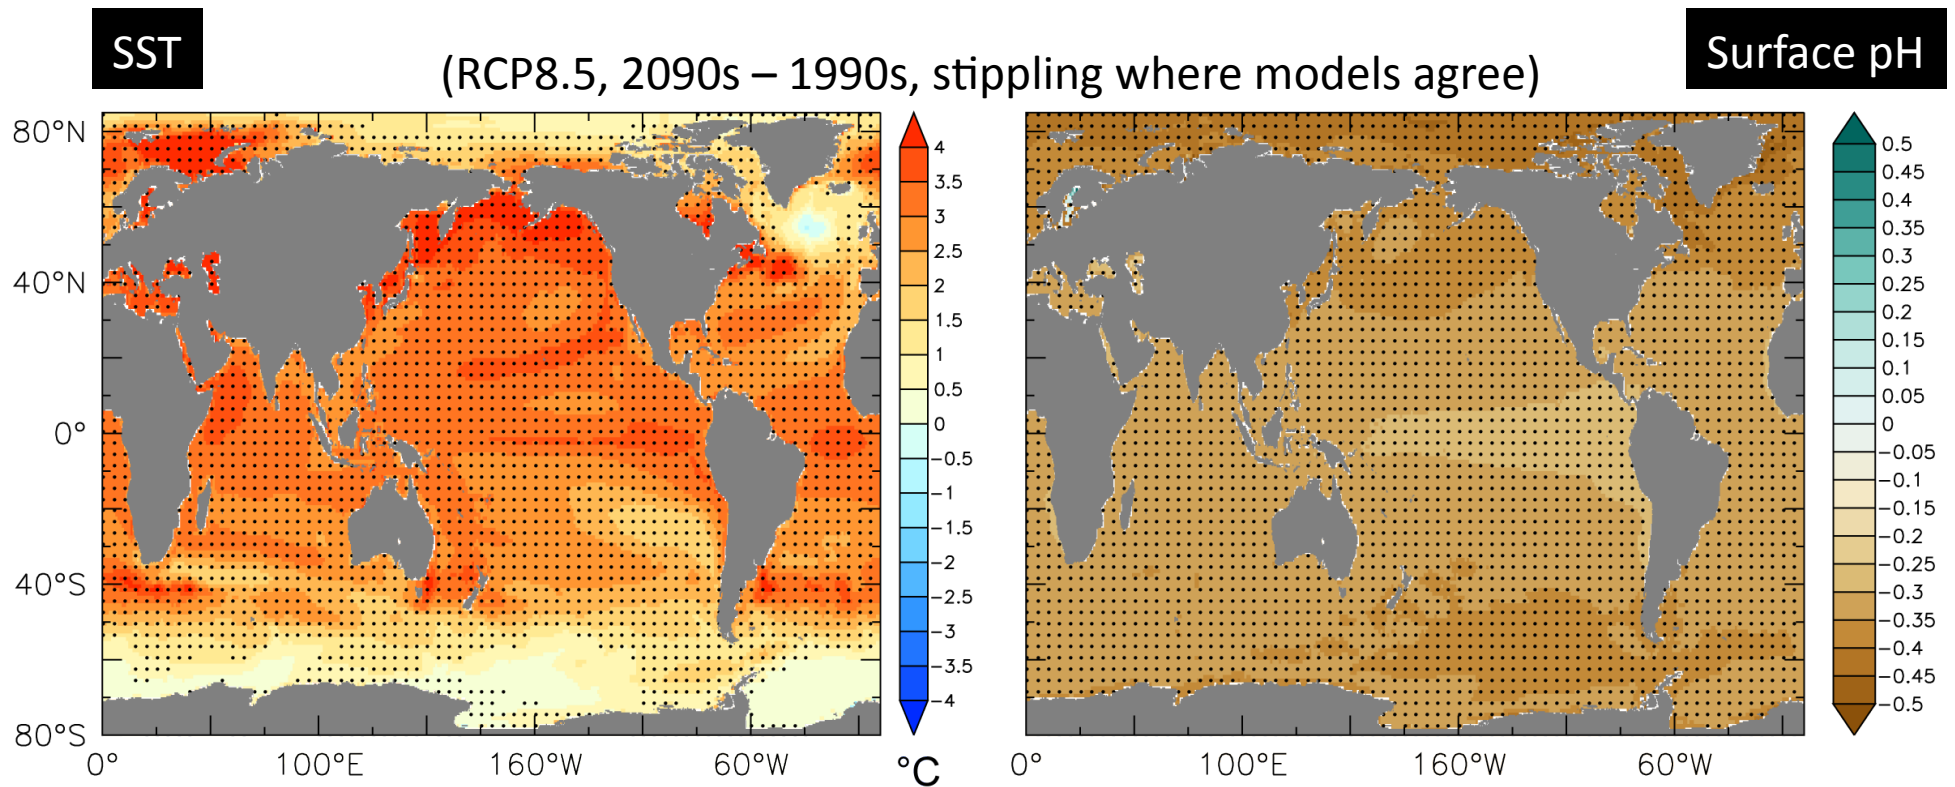 SST
(RCP8.5, 2090s – 1990s, stippling where models agree)
Surface pH
80°N
40°N
0°
40°S
80°S
0°
100°E
160°W
60°W
4
3.5
3
2.5
2
1.5
1
0.5
0
−0.5
−1
−1.5
−2
−2.5
−3
−3.5
−4
°C
0°
100°E
160°W
60°W
0.5
0.45
0.4
0.35
0.3
0.25
0.2
0.15
0.1
0.05
0
−0.05
−0.1
−0.15
−0.2
−0.25
−0.3
−0.35
−0.4
−0.45
−0.5